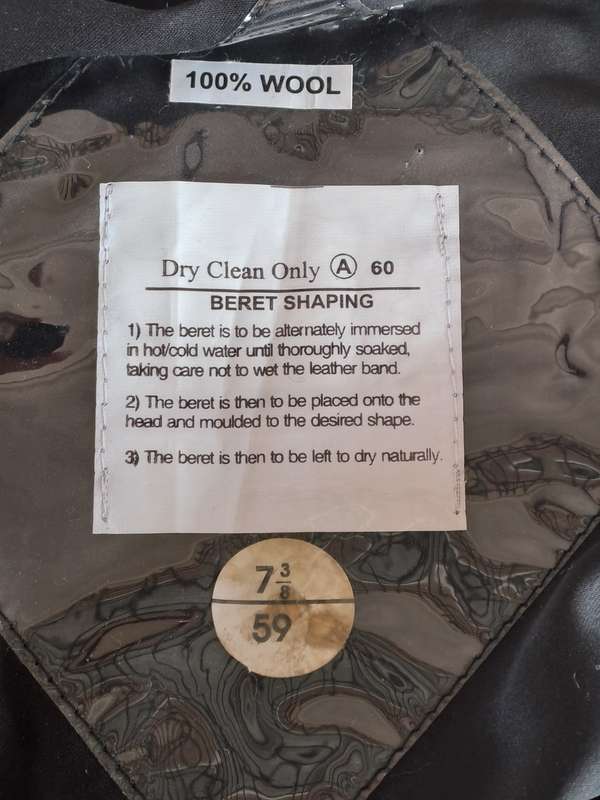 100% WOOL
Dry Clean Only Ⓐ 60
BERET SHAPING
1) The beret is to be alternately immersed
in hot/cold water until thoroughly soaked,
taking care not to wet the leather band.
2) The beret is then to be placed onto the
head and moulded to the desired shape.
3) The beret is then to be left to dry naturally.
7 3/8
59